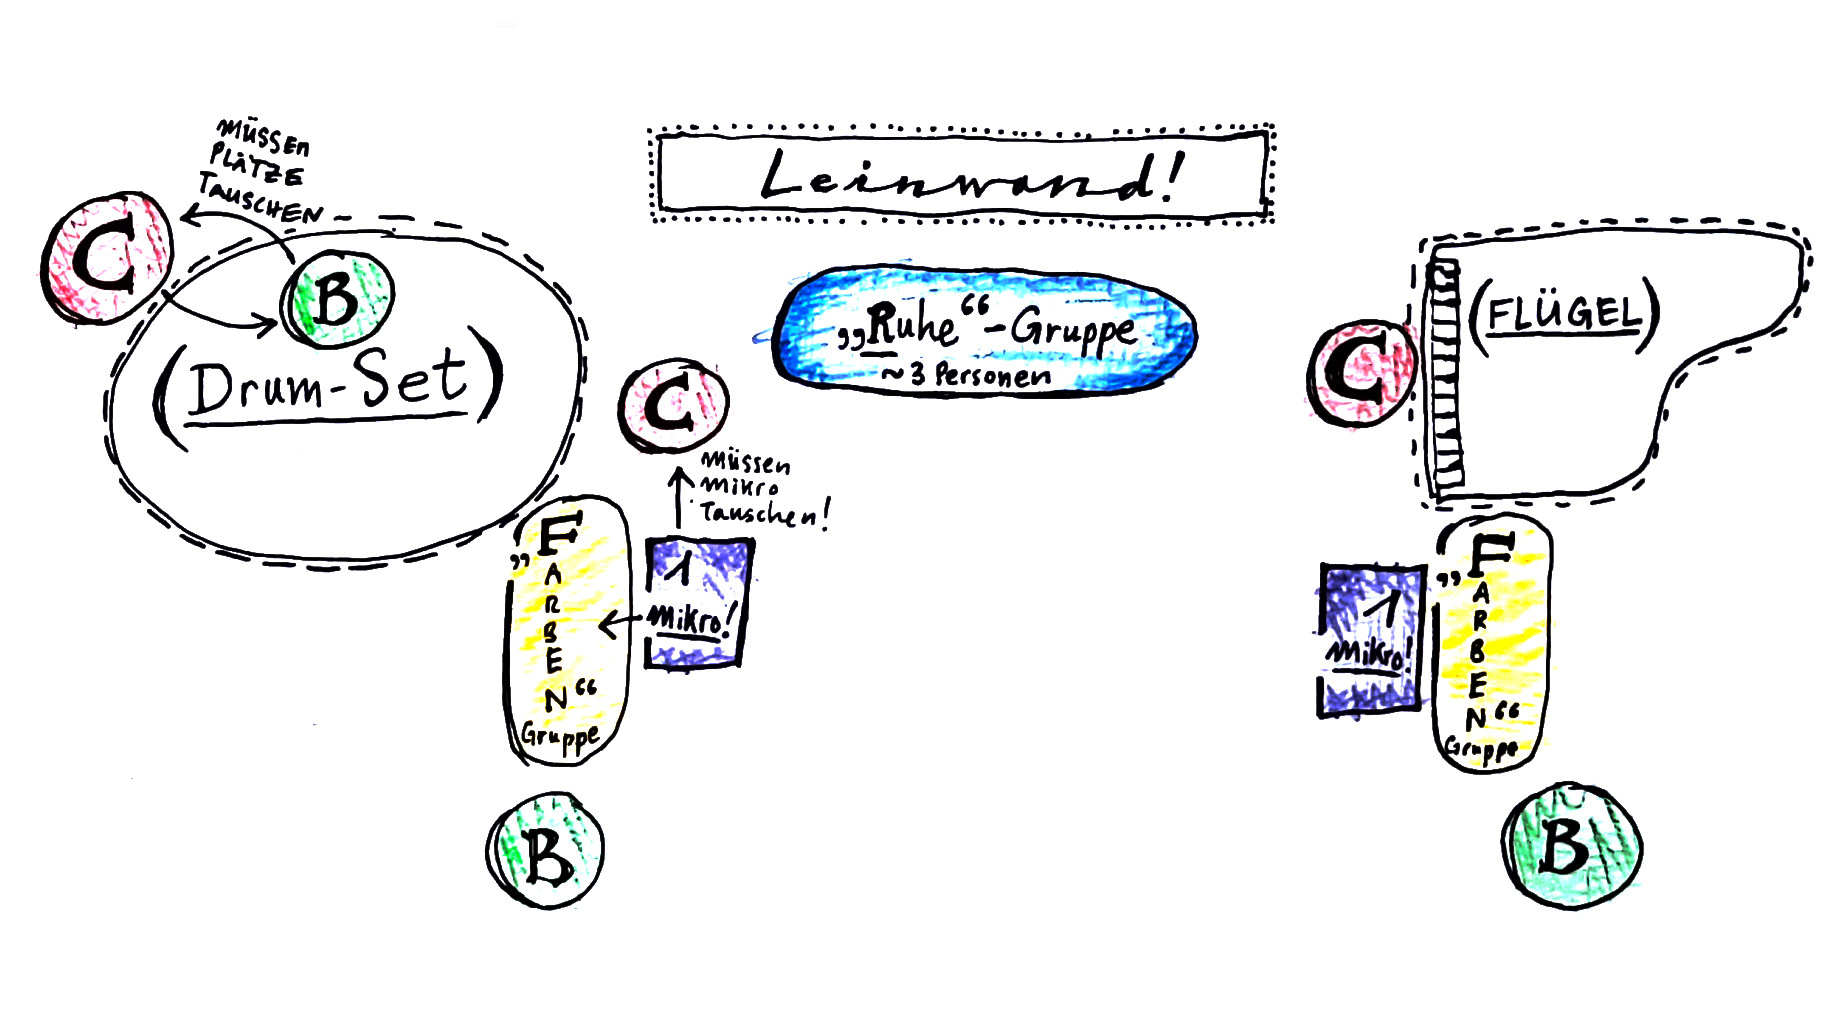 MÜSSEN
PLÄTZE
TAUSCHEN
C
B
(Drum-Set)
Leinwand!
„Ruhe“-Gruppe
~ 3 Personen
C
müssen
mikro
Tauschen!
„FARBEN“
Gruppe
1
Mikro!
B
C
(FLÜGEL)
1
Mikro!
„FARBEN“
Gruppe
B